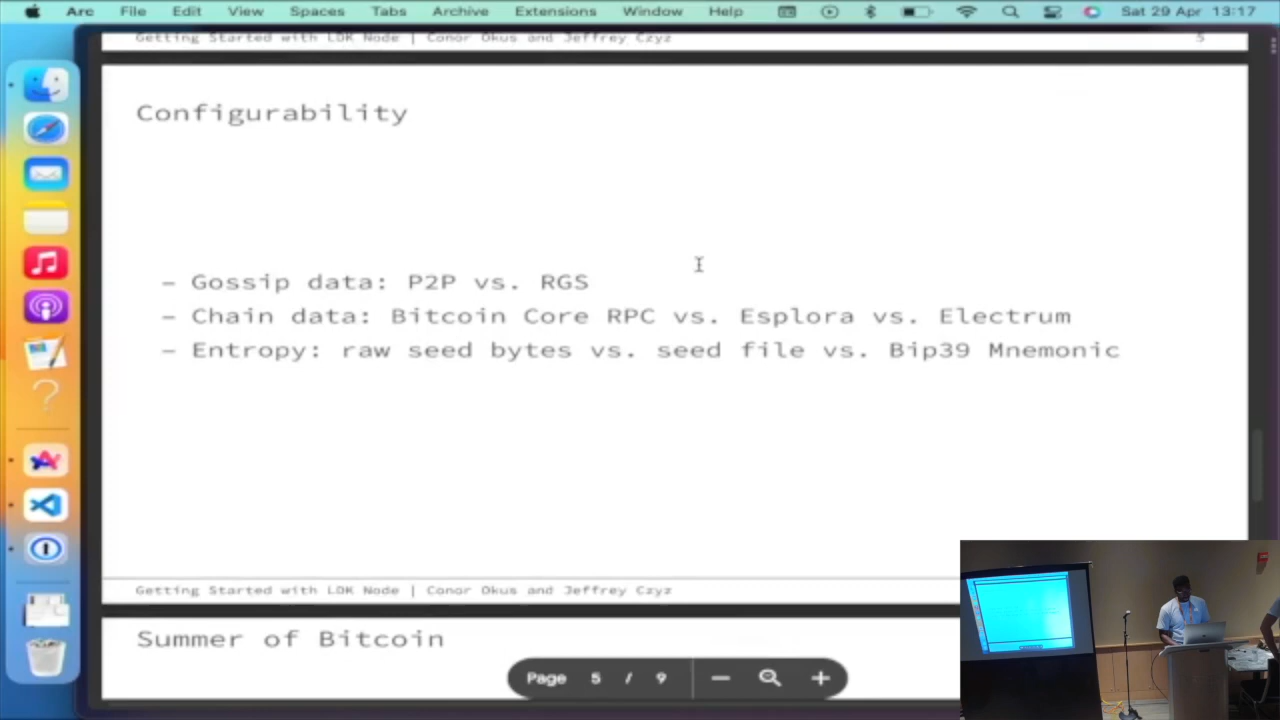 Arc File Edit View Spaces Tabs Archive Extensions Window Help Sat 29 Apr 13:17
Getting Started with LDK Node | Conor Okus and Jeffrey Czyz 5
Configurability
- Gossip data: P2P vs. RGS
- Chain data: Bitcoin Core RPC vs. Esplora vs. Electrum
- Entropy: raw seed bytes vs. seed file vs. Bip39 Mnemonic
Getting Started with LDK Node | Conor Okus and Jeffrey Czyz
Summer of Bitcoin
Page 5 / 9